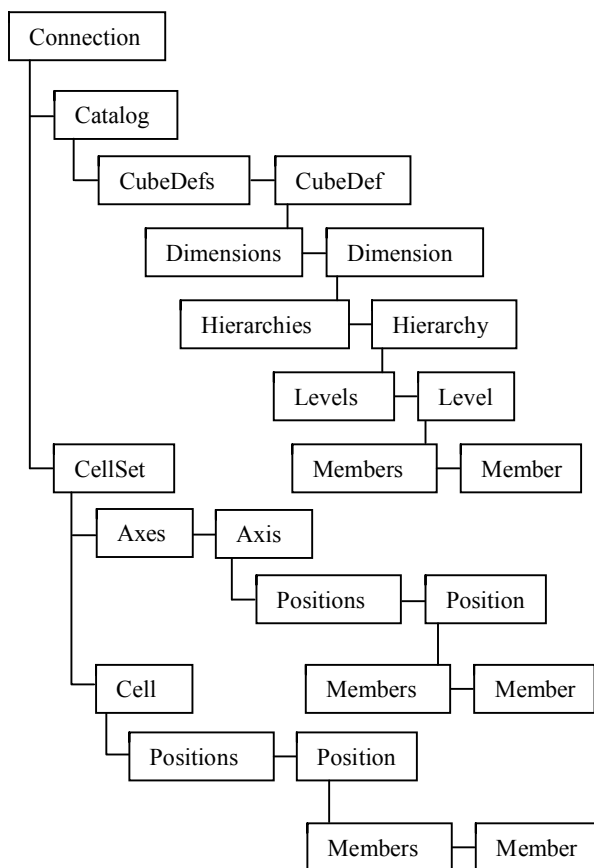 Connection
Catalog
CubeDefs CubeDef
Dimensions Dimension
Hierarchies Hierarchy
Levels Level
Members Member
CellSet
Axes Axis
Positions Position
Members Member
Cell
Positions Position
Members Member